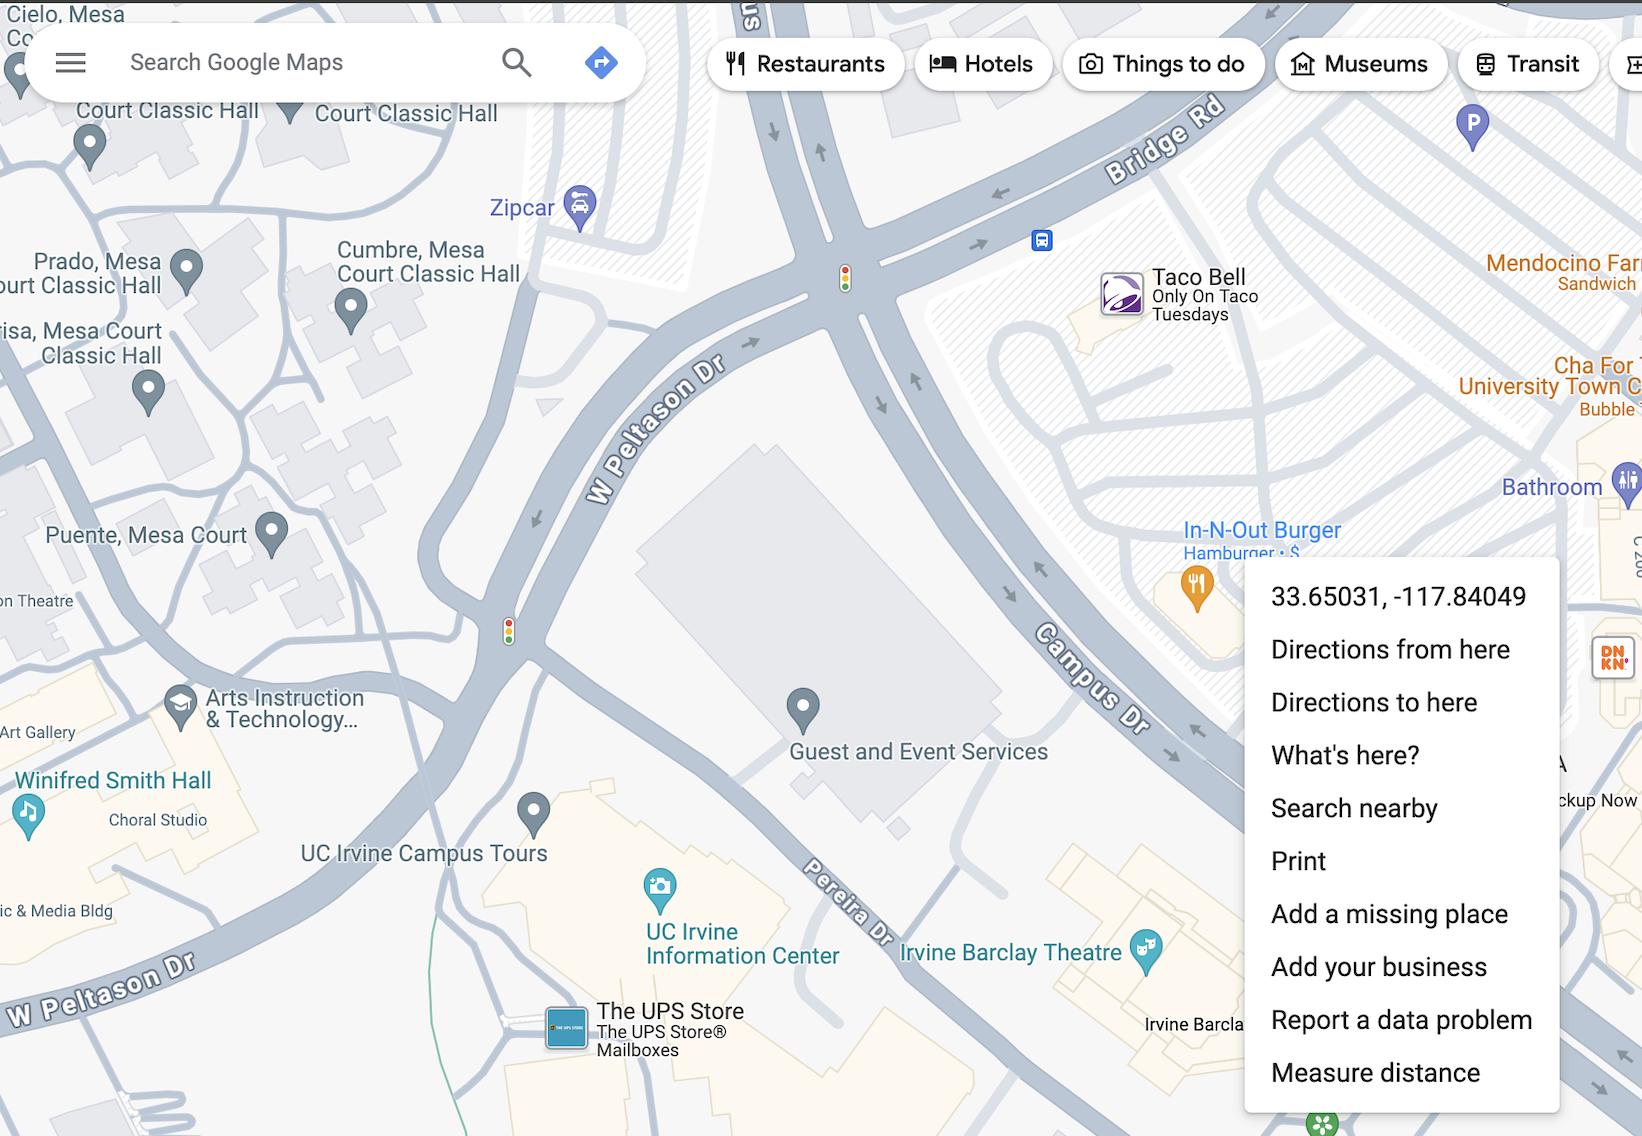 Cielo, Mesa
Search Google Maps
Restaurants
Hotels
Things to do
Museums
Transit
Court Classic Hall
Court Classic Hall
Bridge Rd
P
Zipcar
Prado, Mesa
ourt Classic Hall
Cumbre, Mesa
Court Classic Hall
Taco Bell
Only On Taco
Tuesdays
Mendocino Far
Sandwich
risa, Mesa Court
Classic Hall
W Peltason Dr
Cha For
University Town C
Bubble
Bathroom
Puente, Mesa Court
In-N-Out Burger
Hamburger · $
on Theatre
33.65031, -117.84049
Directions from here
Directions to here
What's here?
Search nearby
Print
Add a missing place
Add your business
Report a data problem
Measure distance
Campus Dr
DN
KN'
Arts Instruction
& Technology...
Art Gallery
Guest and Event Services
Winifred Smith Hall
Choral Studio
ckup Now
UC Irvine Campus Tours
Pereira Dr
ic & Media Bldg
UC Irvine
Information Center
Irvine Barclay Theatre
W Peltason Dr
The UPS Store
The UPS Store®
Mailboxes
Irvine Barcla